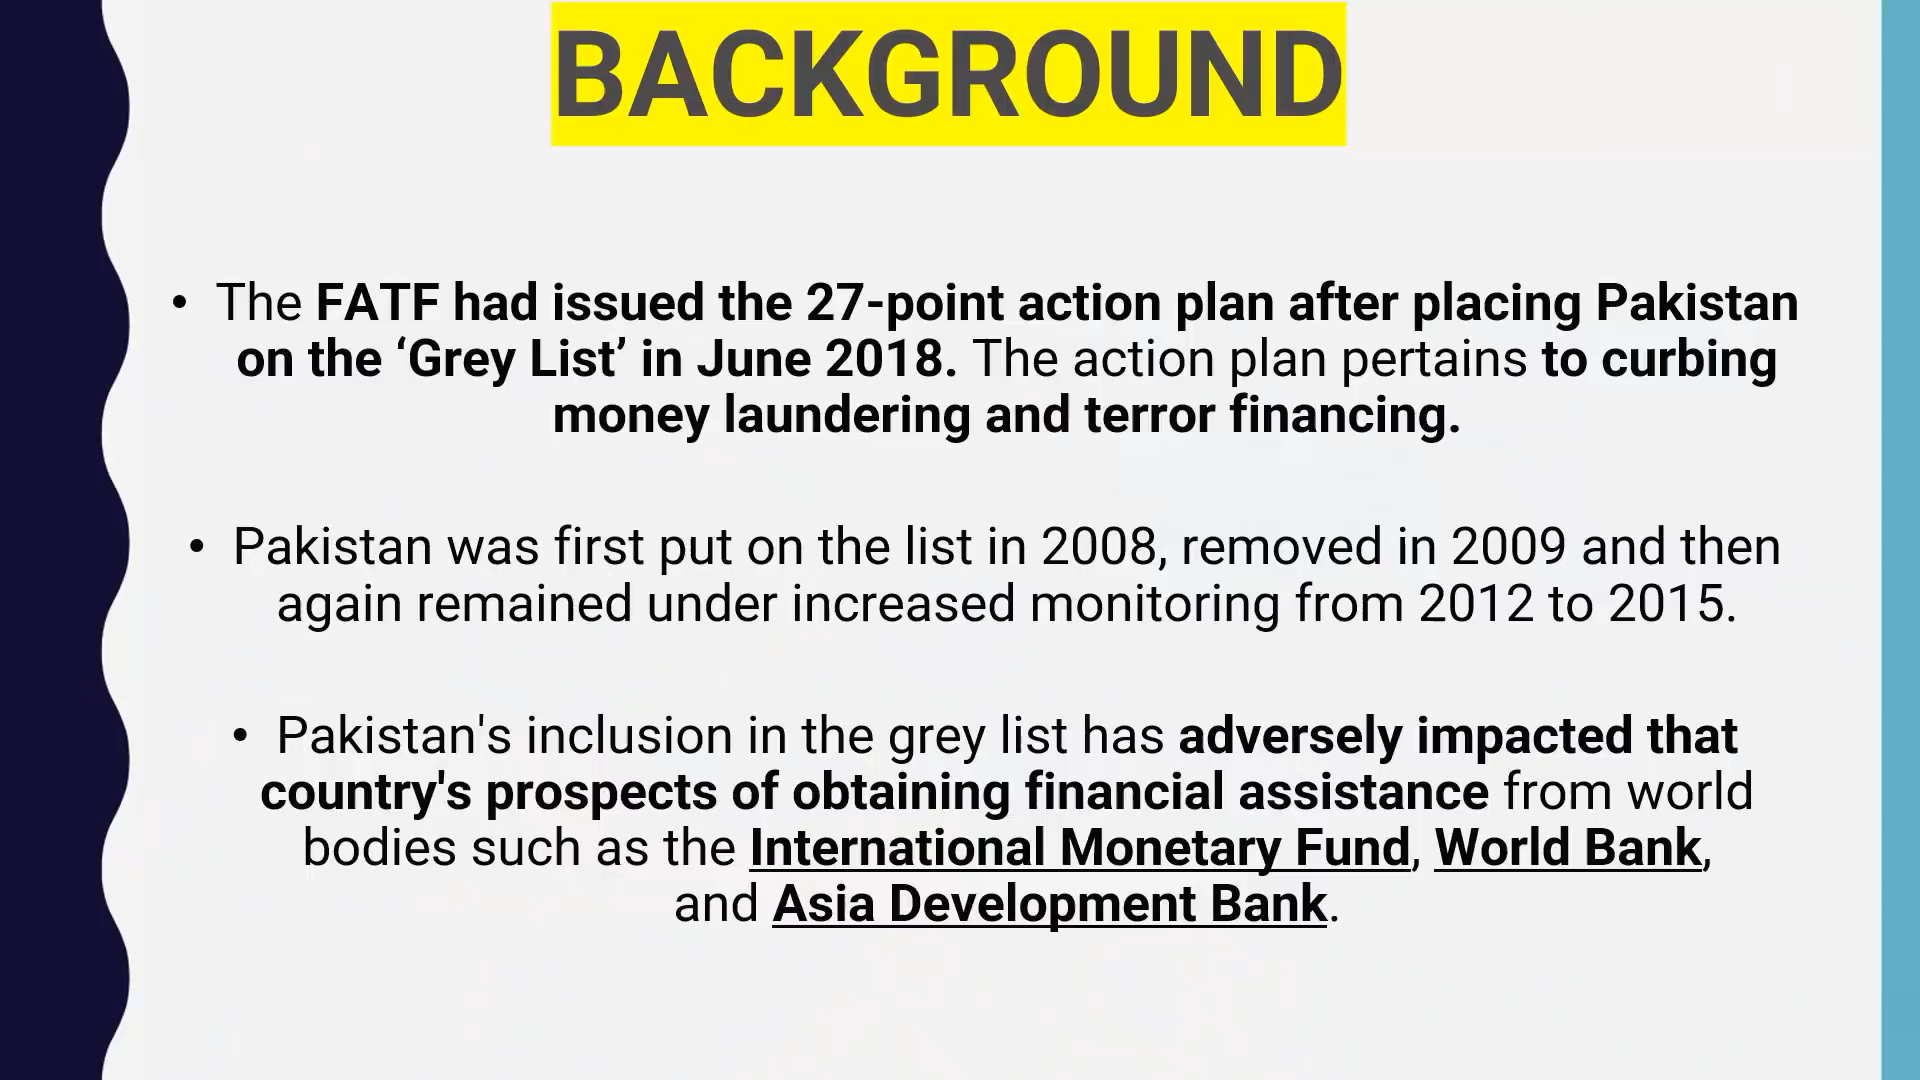 BACKGROUND
• The FATF had issued the 27-point action plan after placing Pakistan
on the ‘Grey List’ in June 2018. The action plan pertains to curbing
money laundering and terror financing.
• Pakistan was first put on the list in 2008, removed in 2009 and then
again remained under increased monitoring from 2012 to 2015.
• Pakistan's inclusion in the grey list has adversely impacted that
country's prospects of obtaining financial assistance from world
bodies such as the International Monetary Fund, World Bank,
and Asia Development Bank.